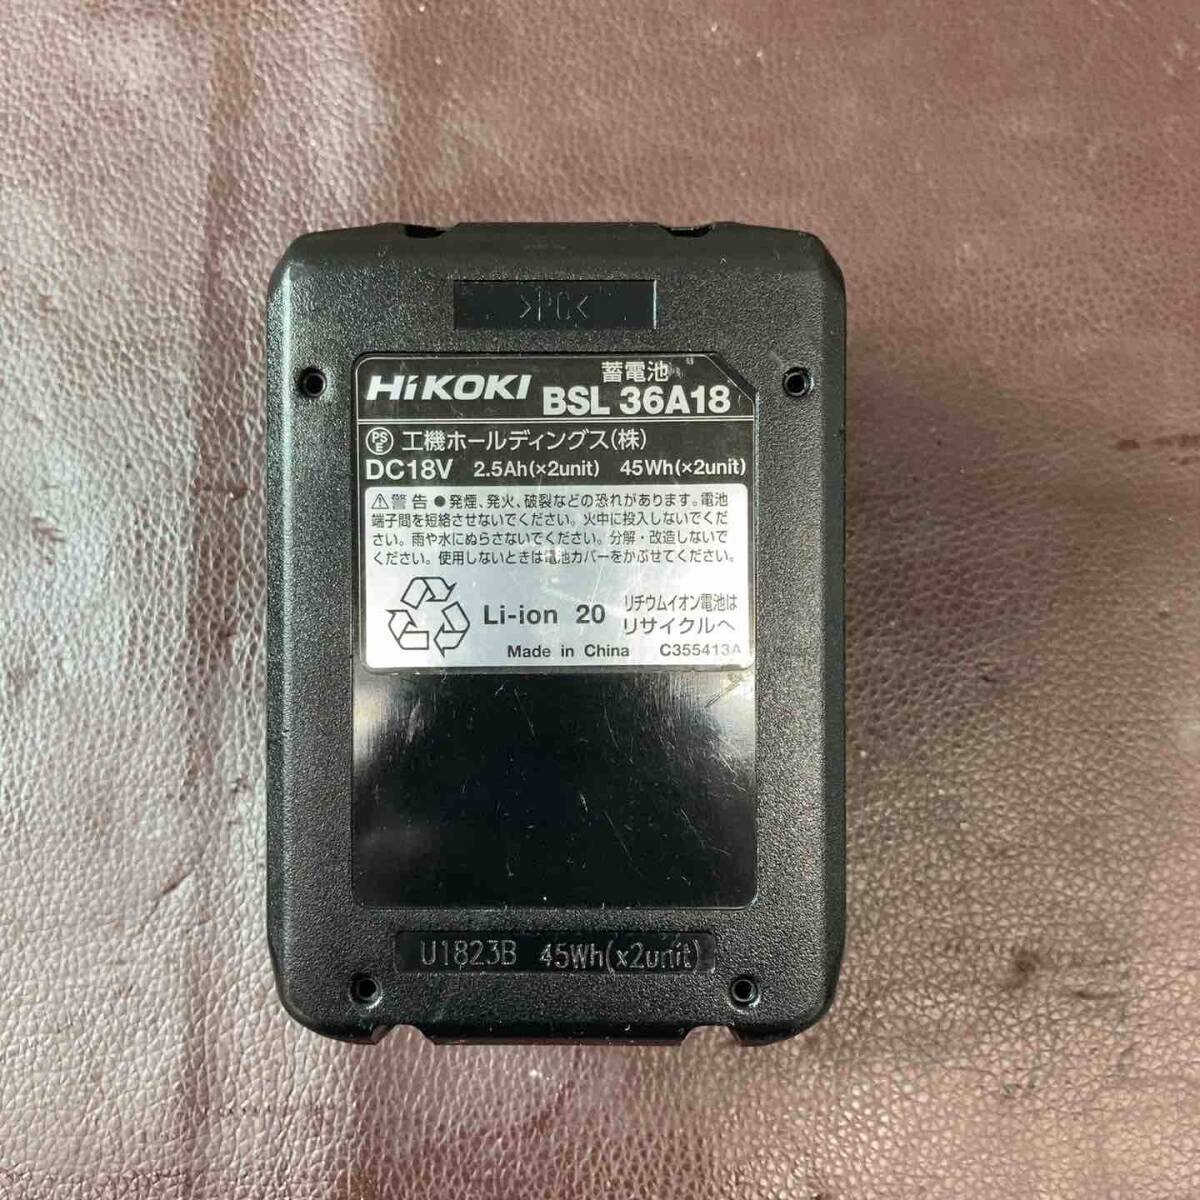 >PC<
HiKOKI 蓄電池
BSL 36A18
PSE 工機ホールディングス(株)
DC18V 2.5Ah(×2unit) 45Wh(×2unit)
⚠警告 ●発煙、発火、破裂などの恐れがあります。電池
端子間を短絡させないでください。火中に投入しないでくだ
さい。雨や水にぬらさないでください。分解・改造しないで
ください。使用しないときは電池カバーをかぶせてください。
Li-ion 20 リチウムイオン電池は
リサイクルへ
Made in China C355413A
U1823B 45Wh(x2unit)